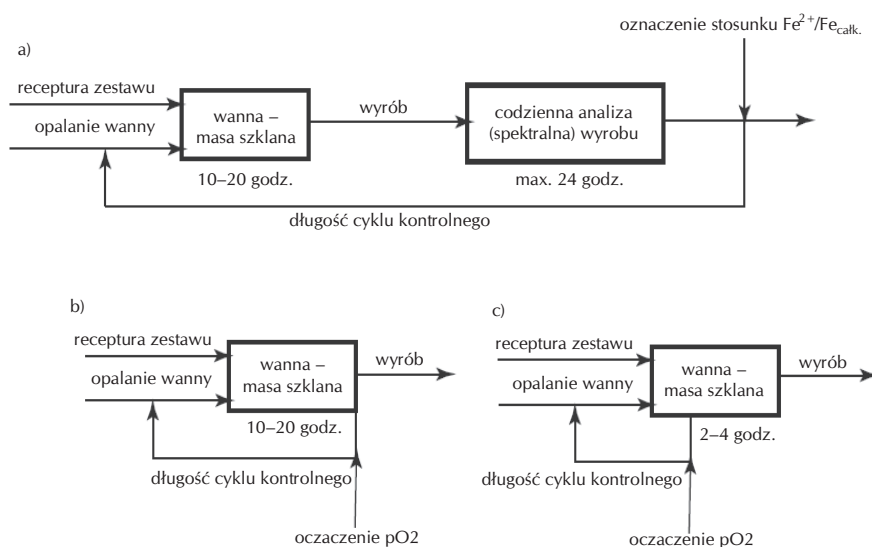 oznaczenie stosunku Fe²⁺/Fecałk.
a)
receptura zestawu
opalanie wanny
wanna –
masa szklana
wyrób
codzienna analiza
(spektralna) wyrobu
10–20 godz.
max. 24 godz.
długość cyklu kontrolnego
b)
receptura zestawu
opalanie wanny
wanna –
masa szklana
wyrób
10–20 godz.
długość cyklu kontrolnego
oczaczenie pO2
c)
receptura zestawu
opalanie wanny
wanna –
masa szklana
wyrób
2–4 godz.
długość cyklu kontrolnego
oczaczenie pO2